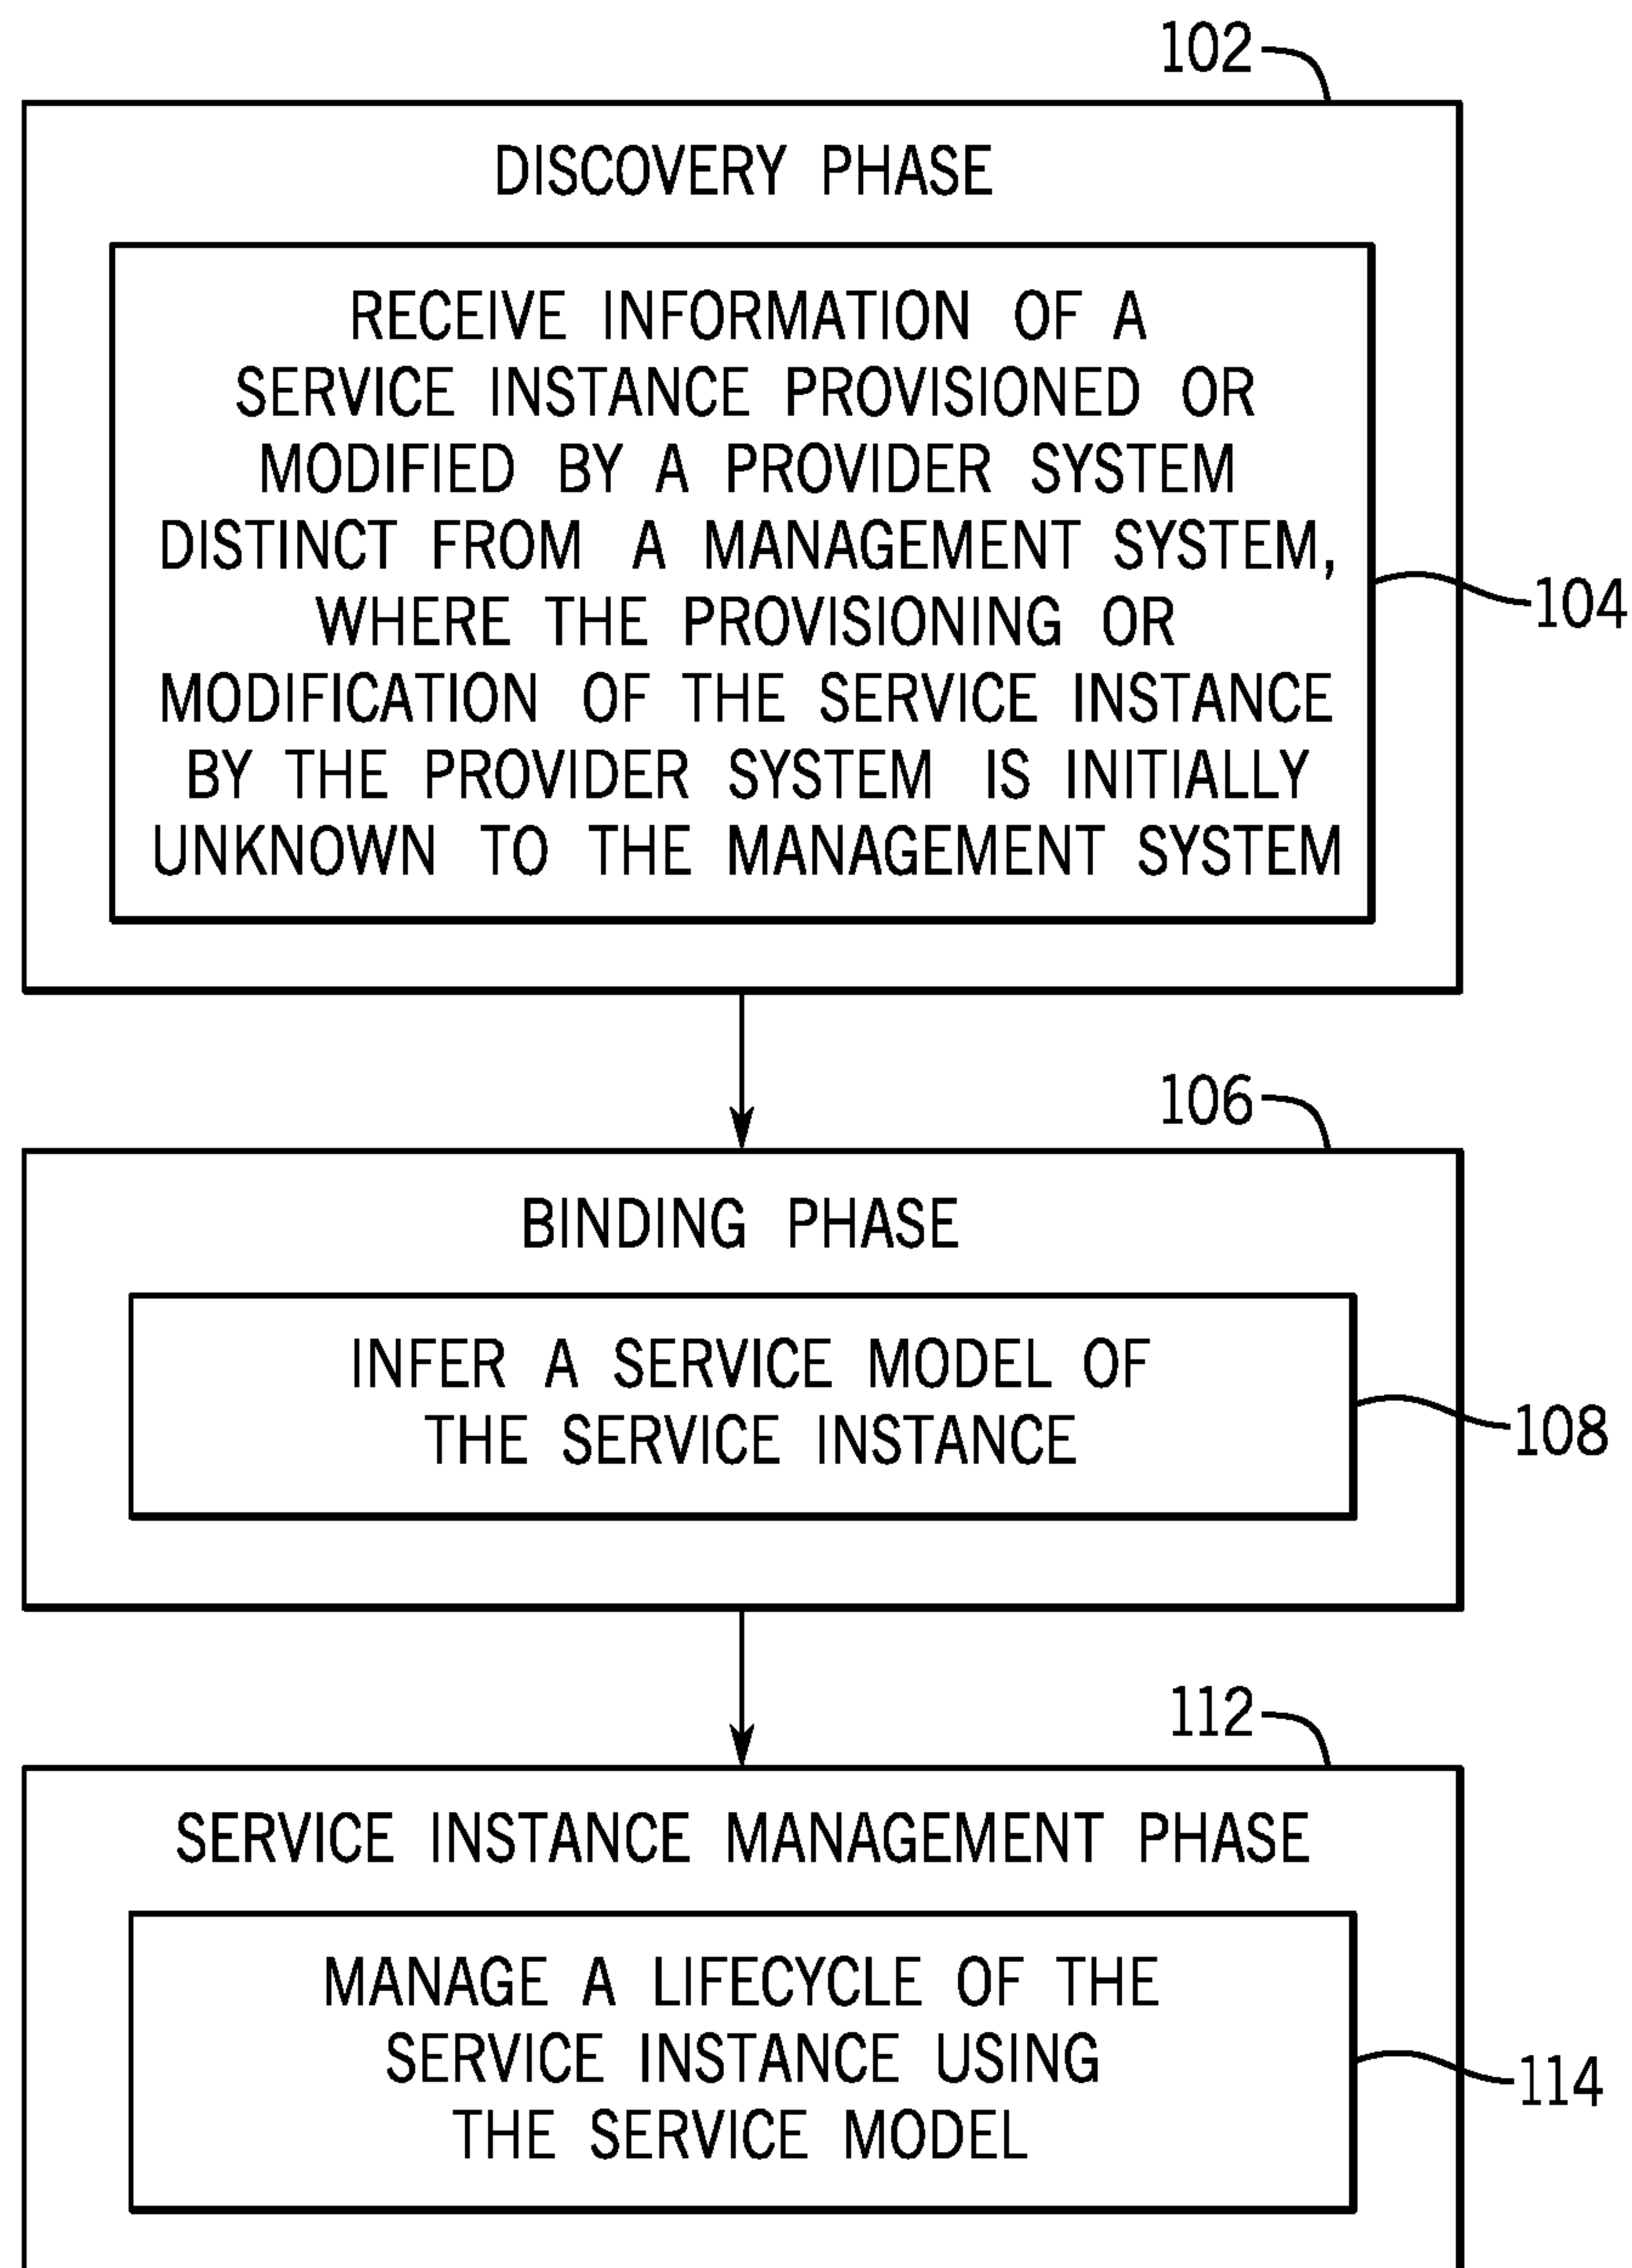 102
DISCOVERY PHASE
RECEIVE INFORMATION OF A
SERVICE INSTANCE PROVISIONED OR
MODIFIED BY A PROVIDER SYSTEM
DISTINCT FROM A MANAGEMENT SYSTEM,
WHERE THE PROVISIONING OR
MODIFICATION OF THE SERVICE INSTANCE
BY THE PROVIDER SYSTEM IS INITIALLY
UNKNOWN TO THE MANAGEMENT SYSTEM
104
106
BINDING PHASE
INFER A SERVICE MODEL OF
THE SERVICE INSTANCE
108
112
SERVICE INSTANCE MANAGEMENT PHASE
MANAGE A LIFECYCLE OF THE
SERVICE INSTANCE USING
THE SERVICE MODEL
114